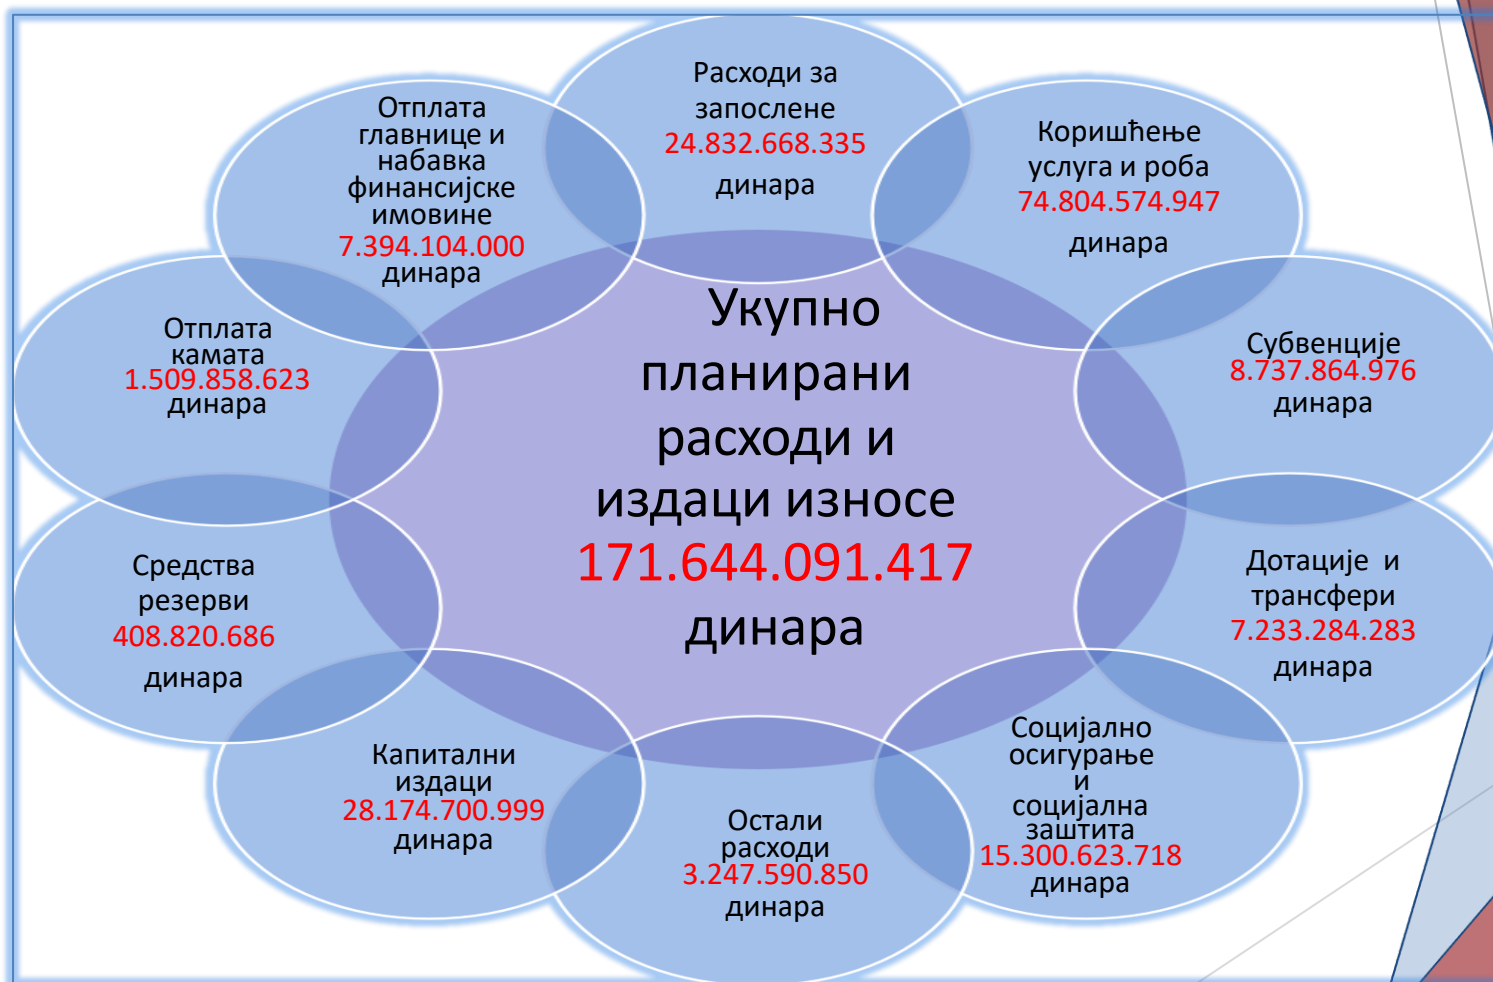 Расходи за
запослене
24.832.668.335
динара
Коришћење
услуга и роба
74.804.574.947
динара
Субвенције
8.737.864.976
динара
Дотације и
трансфери
7.233.284.283
динара
Социјално
осигурање
и
социјална
заштита
15.300.623.718
динара
Остали
расходи
3.247.590.850
динара
Капитални
издаци
28.174.700.999
динара
Средства
резерви
408.820.686
динара
Отплата
камата
1.509.858.623
динара
Отплата
главнице и
набавка
финансијске
имовине
7.394.104.000
динара
Укупно
планирани
расходи и
издаци износе
171.644.091.417
динара